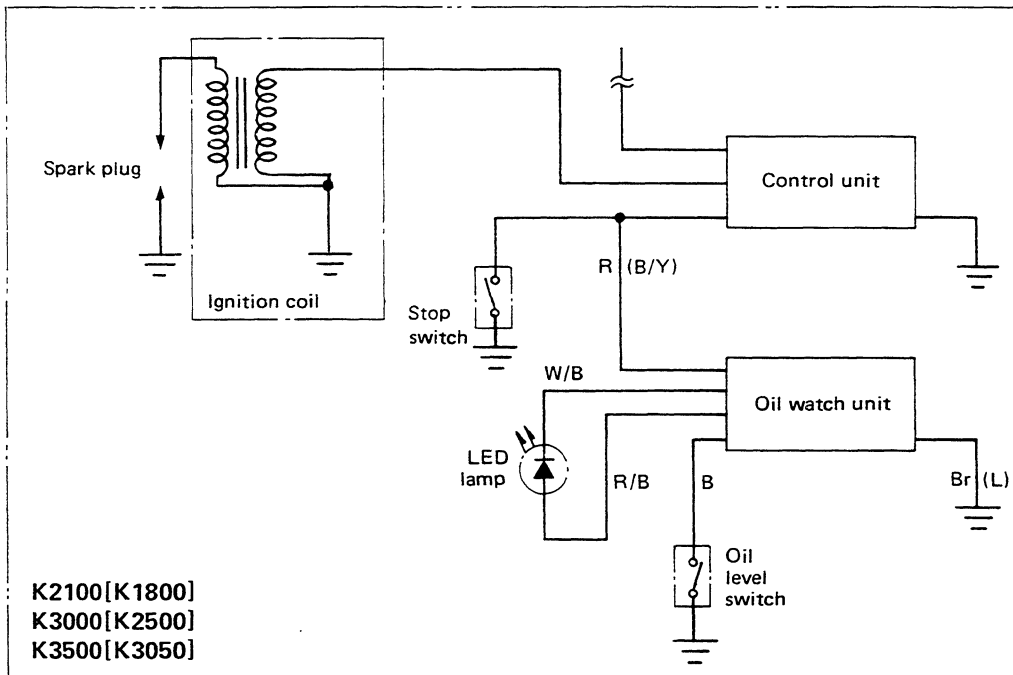 Spark plug
Ignition coil
Control unit
R (B/Y)
Stop
switch
W/B
Oil watch unit
LED
lamp
R/B
B
Br (L)
Oil
level
switch
K2100[K1800]
K3000[K2500]
K3500[K3050]